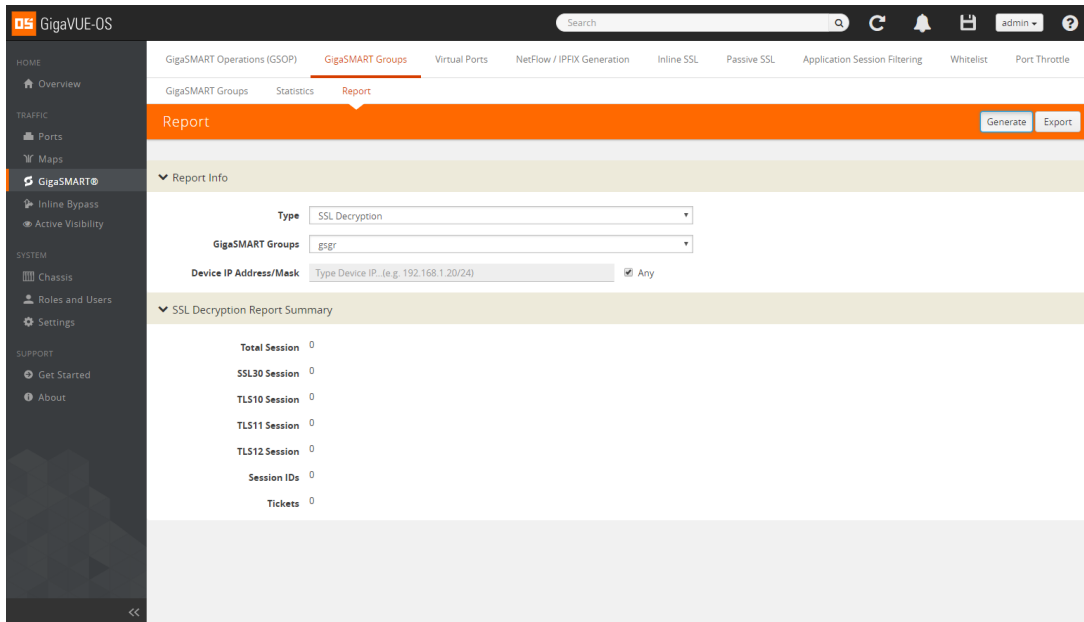 GigaVUE-OS
Search
admin
HOME
Overview
TRAFFIC
Ports
Maps
GigaSMART®
Inline Bypass
Active Visibility
SYSTEM
Chassis
Roles and Users
Settings
SUPPORT
Get Started
About
GigaSMART Operations (GSOP) GigaSMART Groups Virtual Ports NetFlow / IPFIX Generation Inline SSL Passive SSL Application Session Filtering Whitelist Port Throttle
GigaSMART Groups Statistics Report
Report Generate Export
Report Info
Type SSL Decryption
GigaSMART Groups gsgr
Device IP Address/Mask Type Device IP...(e.g. 192.168.1.20/24) Any
SSL Decryption Report Summary
Total Session 0
SSL30 Session 0
TLS10 Session 0
TLS11 Session 0
TLS12 Session 0
Session IDs 0
Tickets 0